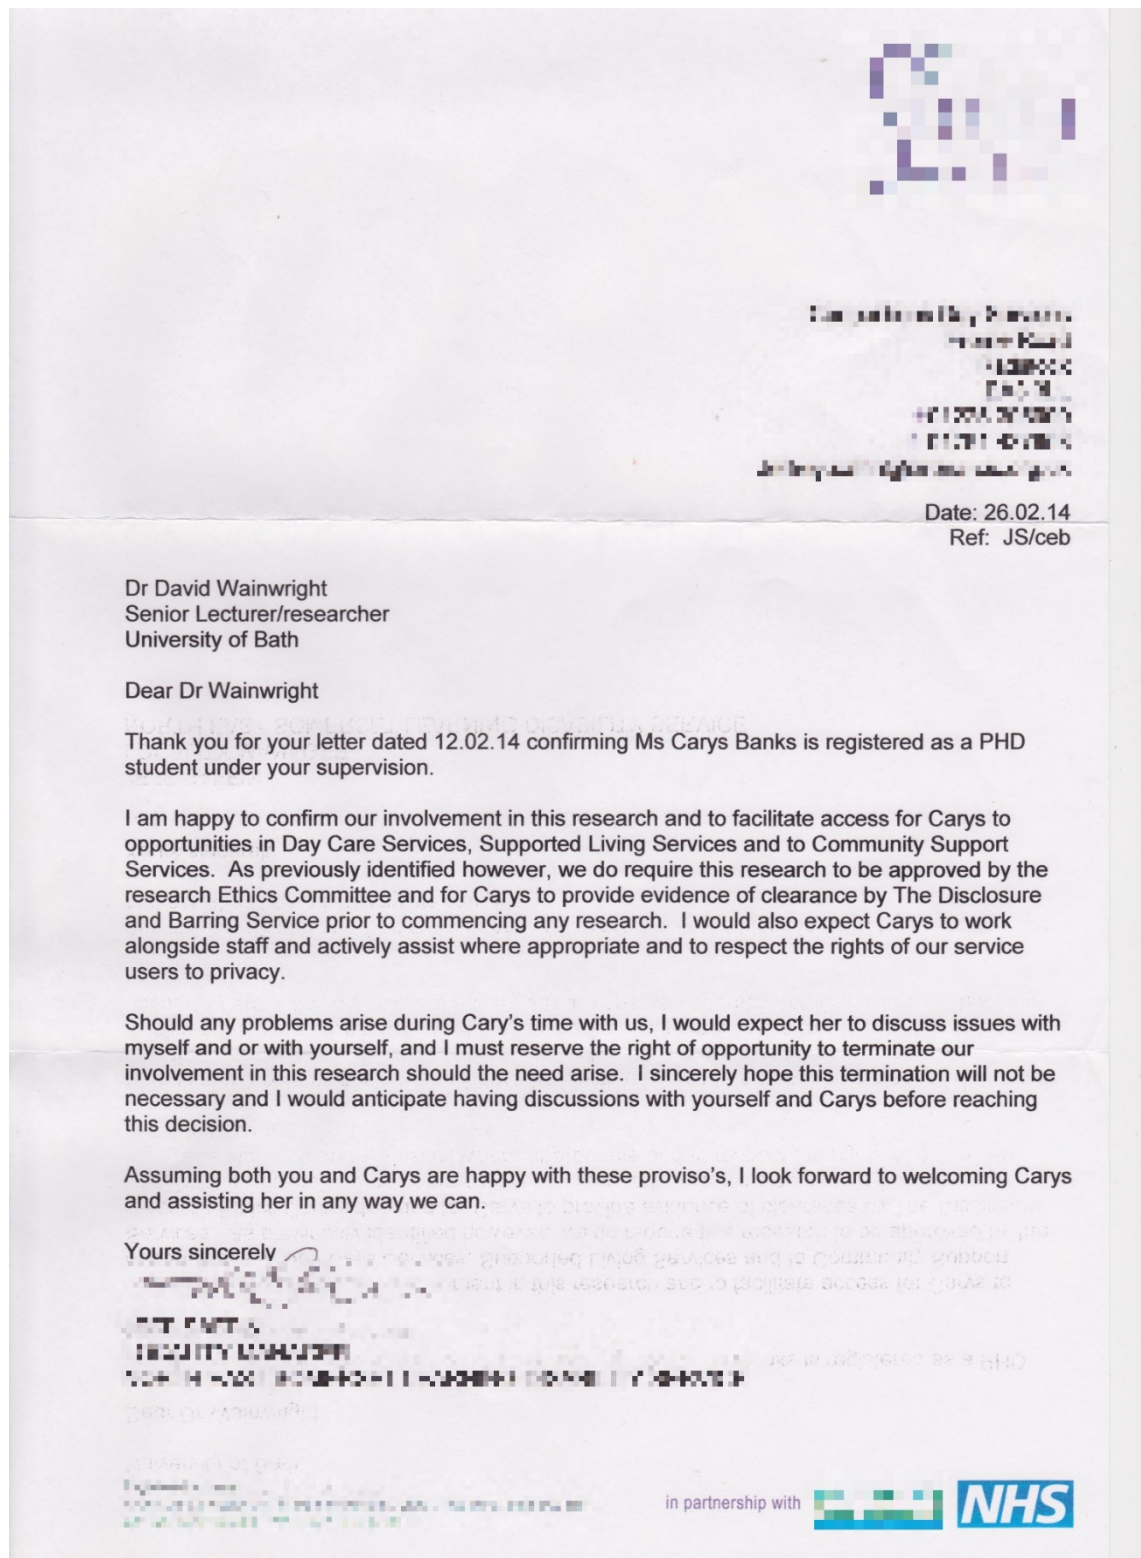 Date: 26.02.14
Ref: JS/ceb
Dr David Wainwright
Senior Lecturer/researcher
University of Bath
Dear Dr Wainwright
Thank you for your letter dated 12.02.14 confirming Ms Carys Banks is registered as a PHD
student under your supervision.
I am happy to confirm our involvement in this research and to facilitate access for Carys to
opportunities in Day Care Services, Supported Living Services and to Community Support
Services. As previously identified however, we do require this research to be approved by the
research Ethics Committee and for Carys to provide evidence of clearance by The Disclosure
and Barring Service prior to commencing any research. I would also expect Carys to work
alongside staff and actively assist where appropriate and to respect the rights of our service
users to privacy.
Should any problems arise during Cary's time with us, I would expect her to discuss issues with
myself and or with yourself, and I must reserve the right of opportunity to terminate our
involvement in this research should the need arise. I sincerely hope this termination will not be
necessary and I would anticipate having discussions with yourself and Carys before reaching
this decision.
Assuming both you and Carys are happy with these proviso's, I look forward to welcoming Carys
and assisting her in any way we can.
Yours sincerely
in partnership with
NHS